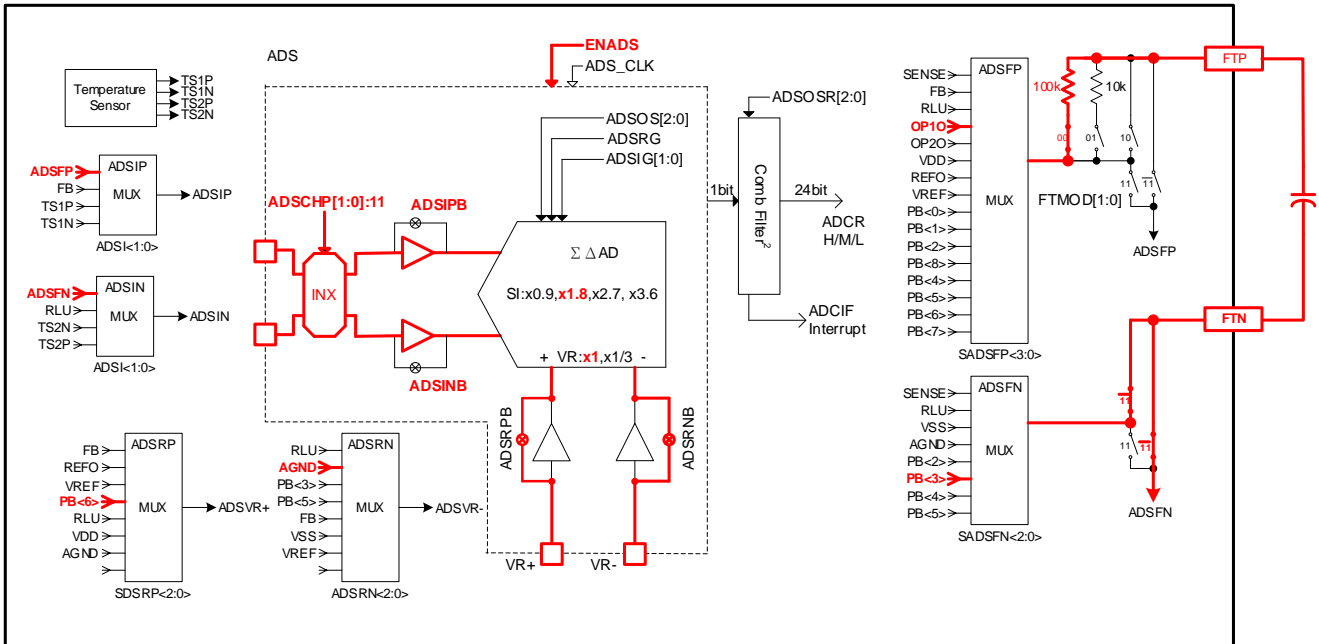 ADS
ENADS
ADS_CLK
Temperature
Sensor
TS1P
TS1N
TS2P
TS2N
ADSFP
FB
TS1P
TS1N
ADSIP
MUX
ADSIP
ADSI<1:0>
ADSFN
RLU
TS2N
TS2P
ADSIN
MUX
ADSIN
ADSI<1:0>
ADSCHP[1:0]:11
INX
ADSIPB
ADSINB
ADSOS[2:0]
ADSRG
ADSIG[1:0]
Σ Δ AD
SI:x0.9,x1.8,x2.7, x3.6
+ VR:x1,x1/3 -
ADSRPB
ADSRNB
VR+
VR-
1bit
ADSOSR[2:0]
Comb Filter²
24bit
ADCR
H/M/L
ADCIF
Interrupt
FB
REFO
VREF
PB<6>
RLU
VDD
AGND
ADSRP
MUX
ADSVR+
SDSRP<2:0>
RLU
AGND
PB<3>
PB<5>
FB
VSS
VREF
ADSRN
MUX
ADSVR-
ADSRN<2:0>
SENSE
FB
RLU
OP1O
OP2O
VDD
REFO
VREF
PB<0>
PB<1>
PB<2>
PB<8>
PB<4>
PB<5>
PB<6>
PB<7>
ADSFP
MUX
SADSFP<3:0>
100k
10k
00
01
10
11
11
FTMOD[1:0]
ADSFP
FTP
FTN
SENSE
RLU
VSS
AGND
PB<2>
PB<3>
PB<4>
PB<5>
ADSFN
MUX
SADSFN<2:0>
11
11
11
ADSFN